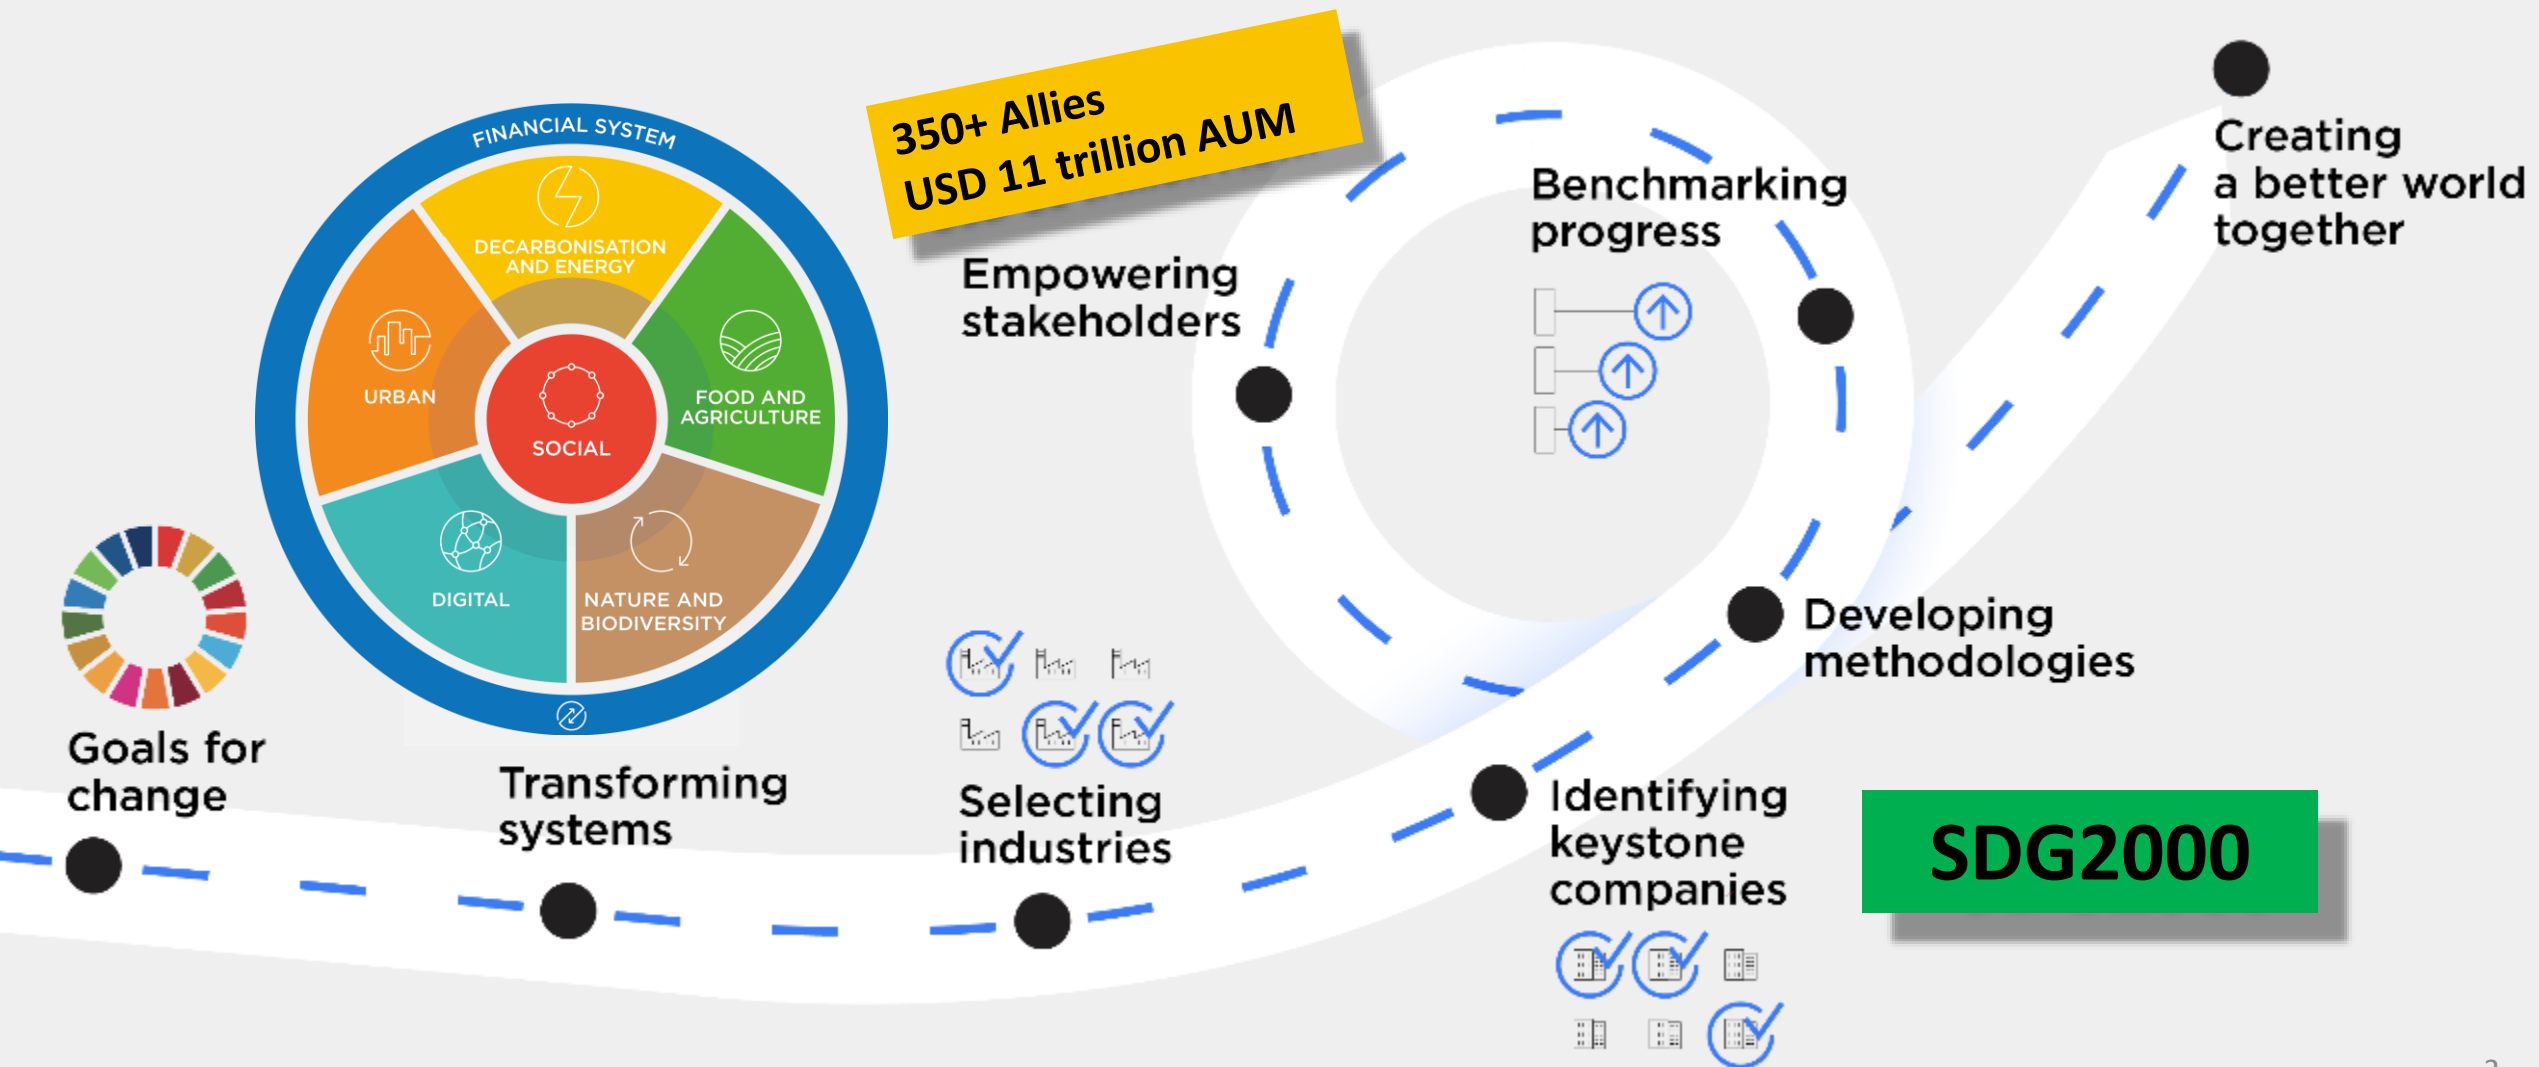 350+ Allies
USD 11 trillion AUM
FINANCIAL SYSTEM
DECARBONISATION
AND ENERGY
URBAN
FOOD AND
AGRICULTURE
SOCIAL
DIGITAL
NATURE AND
BIODIVERSITY
Goals for
change
Transforming
systems
Selecting
industries
Identifying
keystone
companies
SDG2000
Developing
methodologies
Benchmarking
progress
Empowering
stakeholders
Creating
a better world
together